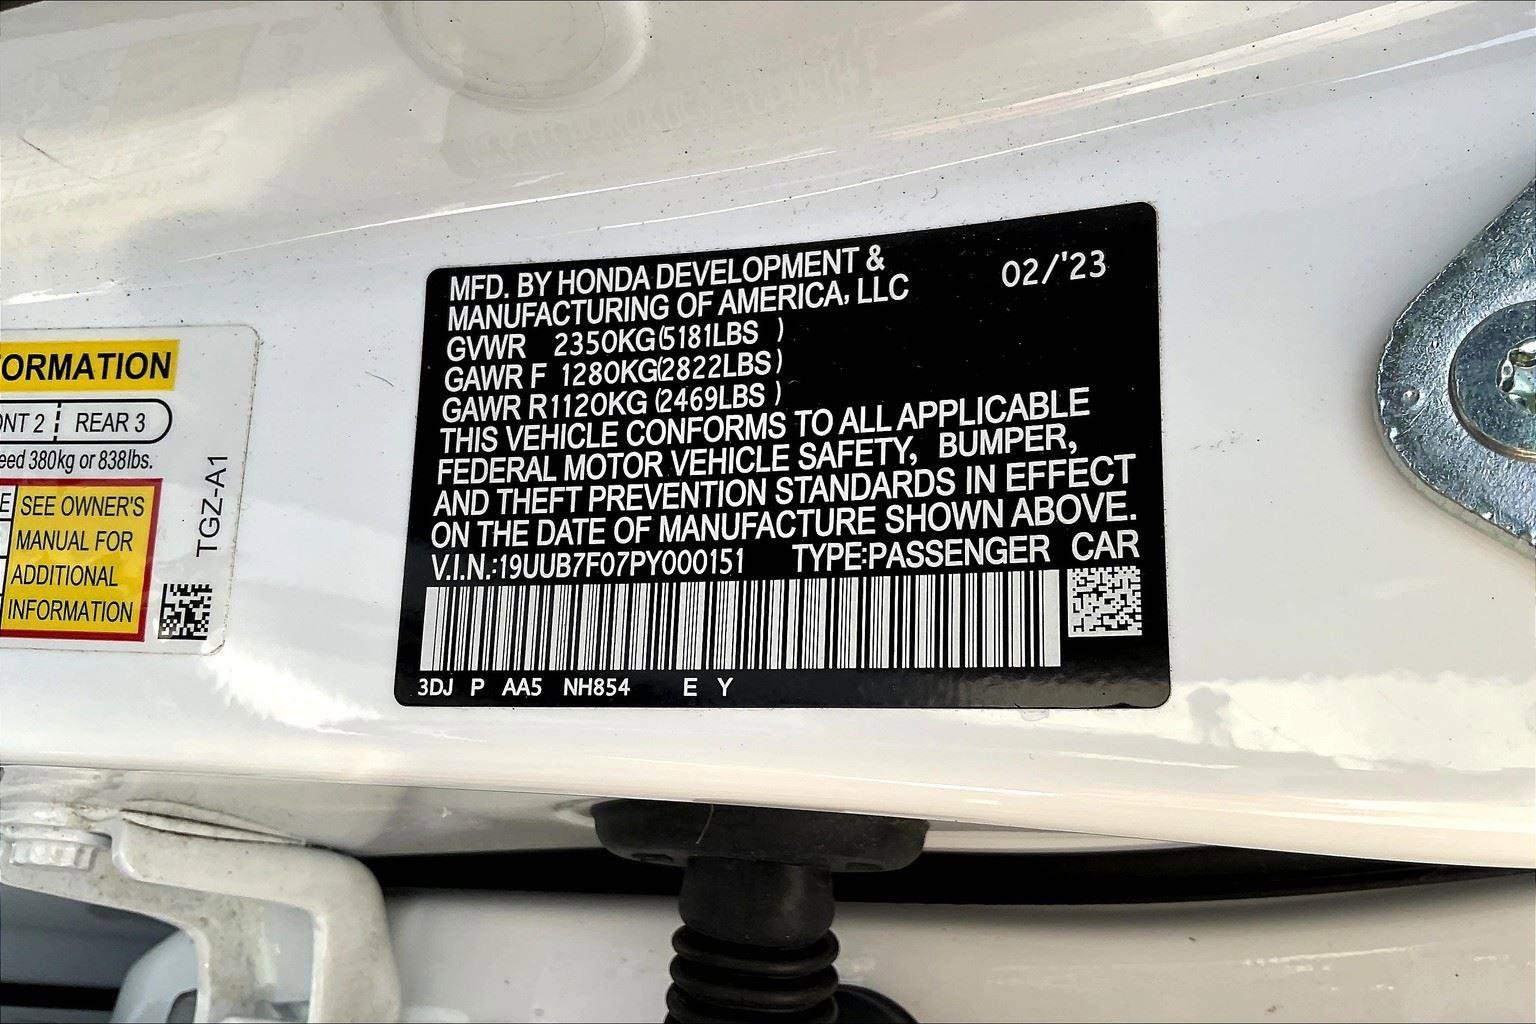 ORMATION
ONT 2 REAR 3
eed 380kg or 838lbs.
E SEE OWNER'S
MANUAL FOR
ADDITIONAL
INFORMATION
TGZ-A1
MFD. BY HONDA DEVELOPMENT & 02/'23
MANUFACTURING OF AMERICA, LLC
GVWR 2350KG(5181LBS )
GAWR F 1280KG(2822LBS)
GAWR R1120KG (2469LBS )
THIS VEHICLE CONFORMS TO ALL APPLICABLE
FEDERAL MOTOR VEHICLE SAFETY, BUMPER,
AND THEFT PREVENTION STANDARDS IN EFFECT
ON THE DATE OF MANUFACTURE SHOWN ABOVE.
V.I.N.:19UUB7F07PY000151 TYPE:PASSENGER CAR
3DJ P AA5 NH854 E Y